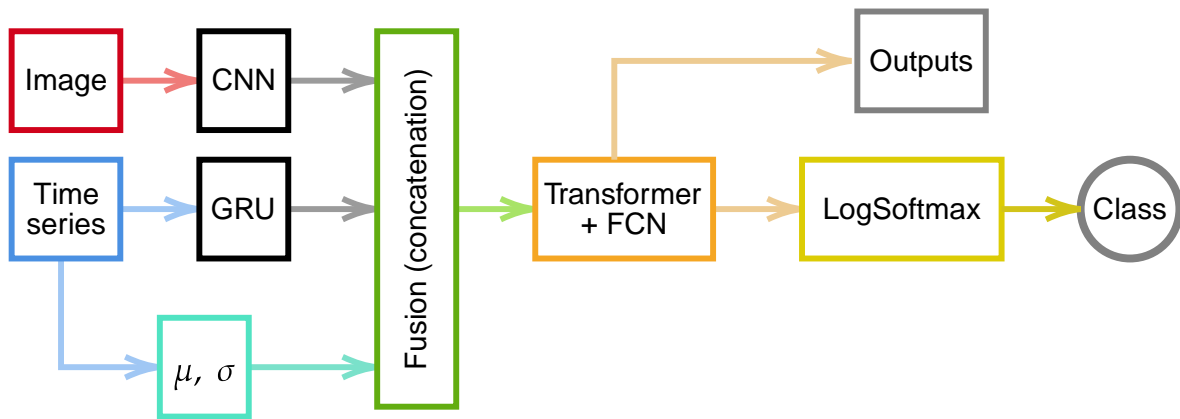 Image
CNN
Time
series
GRU
μ, σ
Fusion (concatenation)
Transformer
+ FCN
Outputs
LogSoftmax
Class